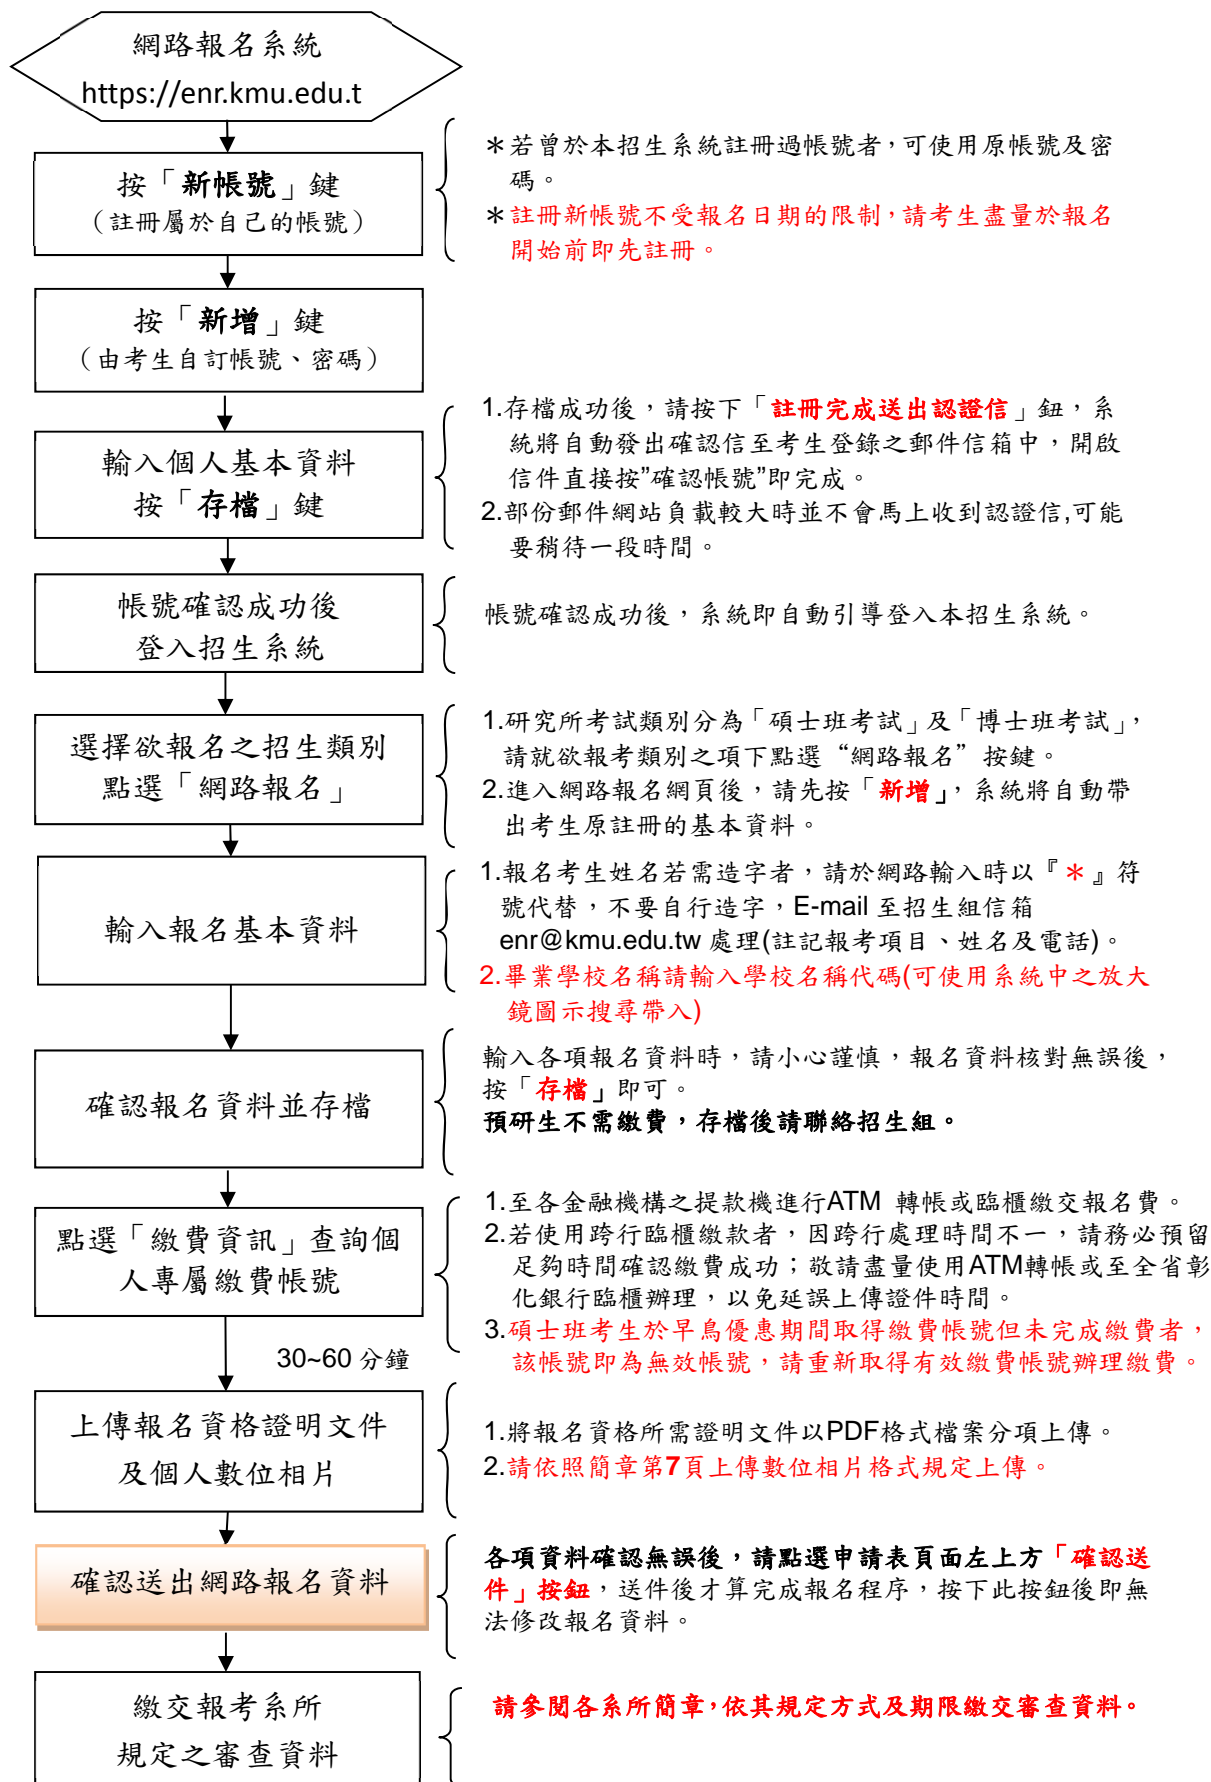 網路報名系統
https://enr.kmu.edu.t
按「新帳號」鍵
（註冊屬於自己的帳號）
＊若曾於本招生系統註冊過帳號者，可使用原帳號及密
碼。
＊註冊新帳號不受報名日期的限制，請考生盡量於報名
開始前即先註冊。
按「新增」鍵
（由考生自訂帳號、密碼）
輸入個人基本資料
按「存檔」鍵
1.存檔成功後，請按下「註冊完成送出認證信」鈕，系
統將自動發出確認信至考生登錄之郵件信箱中，開啟
信件直接按”確認帳號”即完成。
2.部份郵件網站負載較大時並不會馬上收到認證信,可能
要稍待一段時間。
帳號確認成功後
登入招生系統
帳號確認成功後，系統即自動引導登入本招生系統。
選擇欲報名之招生類別
點選「網路報名」
1.研究所考試類別分為「碩士班考試」及「博士班考試」，
請就欲報考類別之項下點選“網路報名”按鍵。
2.進入網路報名網頁後，請先按「新增」，系統將自動帶
出考生原註冊的基本資料。
輸入報名基本資料
1.報名考生姓名若需造字者，請於網路輸入時以『＊』符
號代替，不要自行造字，E-mail 至招生組信箱
enr@kmu.edu.tw 處理(註記報考項目、姓名及電話)。
2.畢業學校名稱請輸入學校名稱代碼(可使用系統中之放大
鏡圖示搜尋帶入)
確認報名資料並存檔
輸入各項報名資料時，請小心謹慎，報名資料核對無誤後，
按「存檔」即可。
預研生不需繳費，存檔後請聯絡招生組。
點選「繳費資訊」查詢個
人專屬繳費帳號
1.至各金融機構之提款機進行ATM 轉帳或臨櫃繳交報名費。
2.若使用跨行臨櫃繳款者，因跨行處理時間不一，請務必預留
足夠時間確認繳費成功；敬請盡量使用ATM轉帳或至全省彰
化銀行臨櫃辦理，以免延誤上傳證件時間。
3.碩士班考生於早鳥優惠期間取得繳費帳號但未完成繳費者，
該帳號即為無效帳號，請重新取得有效繳費帳號辦理繳費。
30~60 分鐘
上傳報名資格證明文件
及個人數位相片
1.將報名資格所需證明文件以PDF格式檔案分項上傳。
2.請依照簡章第7頁上傳數位相片格式規定上傳。
確認送出網路報名資料
各項資料確認無誤後，請點選申請表頁面左上方「確認送
件」按鈕，送件後才算完成報名程序，按下此按鈕後即無
法修改報名資料。
繳交報考系所
規定之審查資料
請參閱各系所簡章，依其規定方式及期限繳交審查資料。